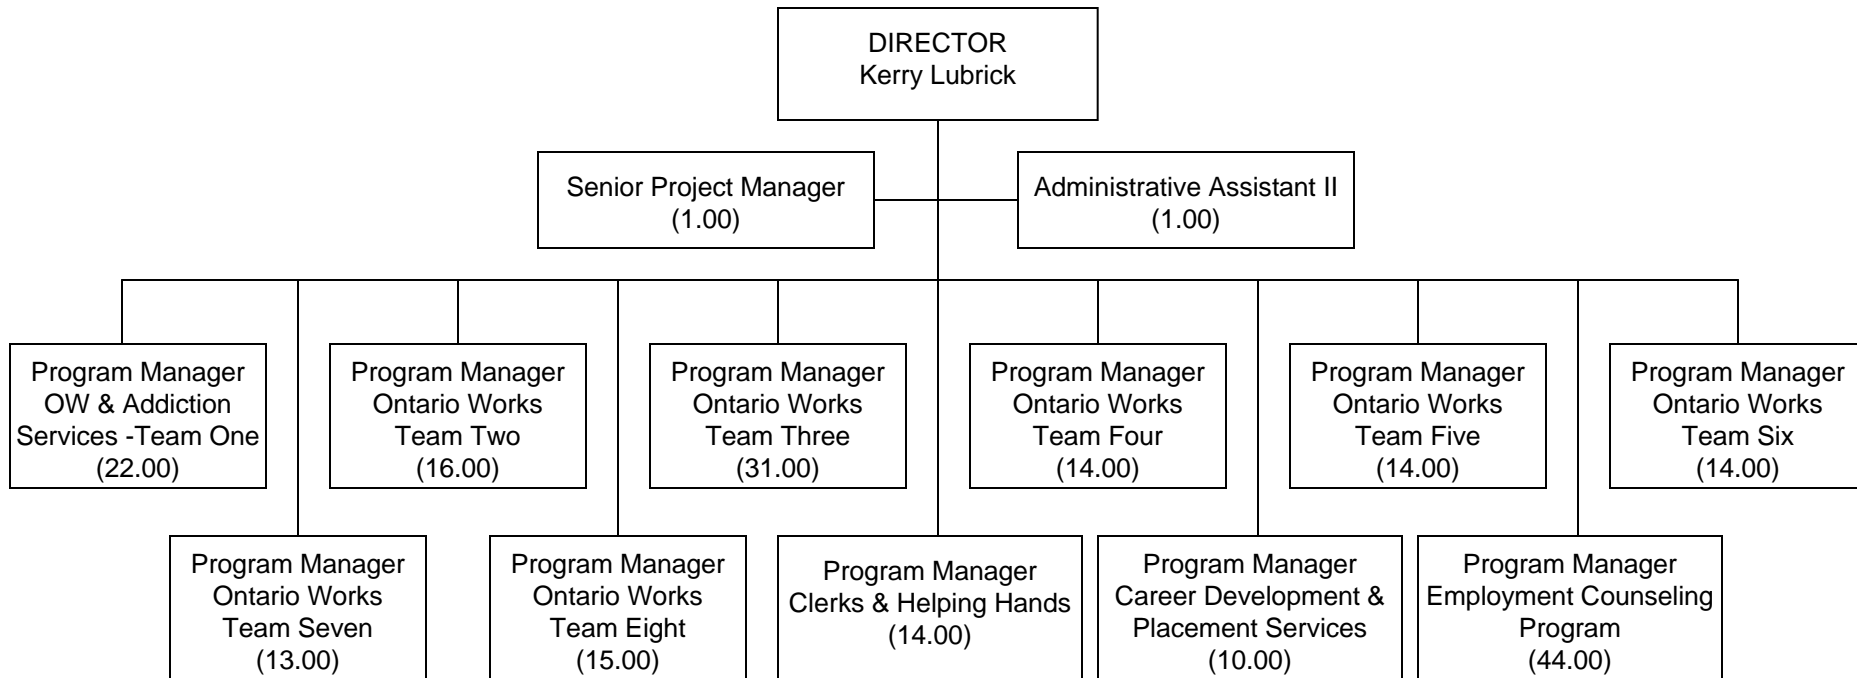 DIRECTOR
Kerry Lubrick
Senior Project Manager
(1.00)
Administrative Assistant II
(1.00)
Program Manager
OW & Addiction
Services -Team One
(22.00)
Program Manager
Ontario Works
Team Two
(16.00)
Program Manager
Ontario Works
Team Three
(31.00)
Program Manager
Ontario Works
Team Four
(14.00)
Program Manager
Ontario Works
Team Five
(14.00)
Program Manager
Ontario Works
Team Six
(14.00)
Program Manager
Ontario Works
Team Seven
(13.00)
Program Manager
Ontario Works
Team Eight
(15.00)
Program Manager
Clerks & Helping Hands
(14.00)
Program Manager
Career Development &
Placement Services
(10.00)
Program Manager
Employment Counseling
Program
(44.00)